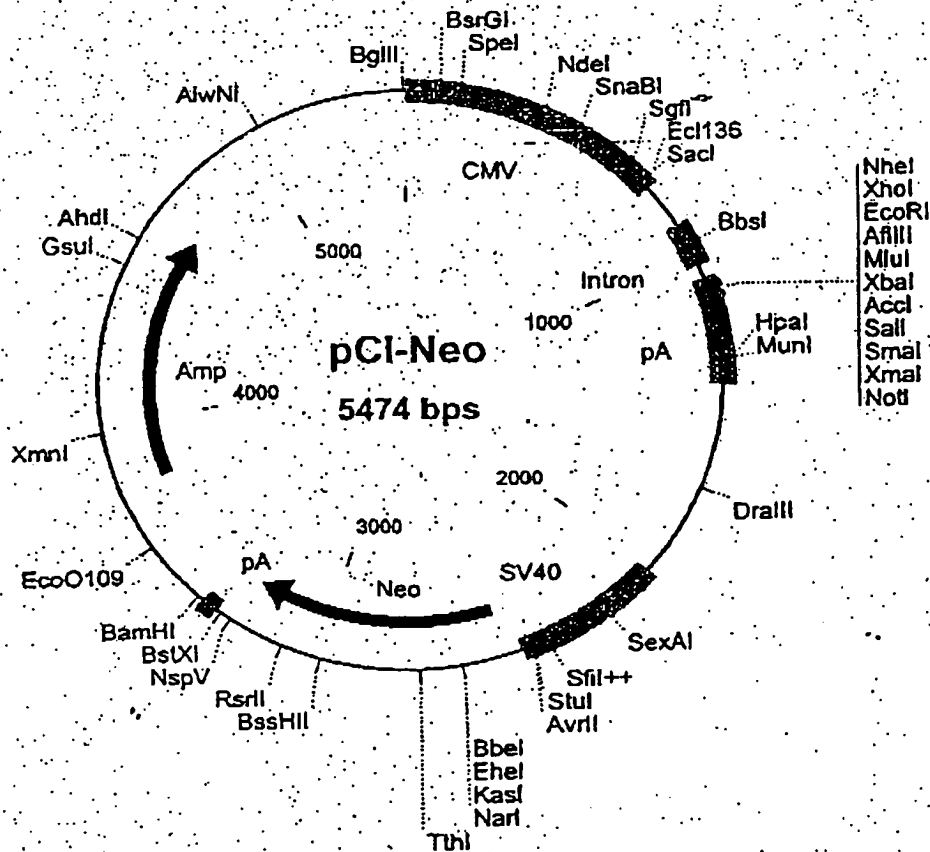 BsrGI
SpeI
BglII
NdeI
SnaBI
SgfI
Ecl136
SacI
AlwNI
CMV
NheI
XhoI
EcoRI
AflIII
MluI
XbaI
AccI
SalI
SmaI
XmaI
NotI
BbsI
AhdI
GsuI
5000
Intron
1000
HpaI
MunI
pA
pCI-Neo
5474 bps
Amp
4000
XmnI
2000
DraIII
3000
pA
Neo
SV40
EcoO109
BamHI
BstXI
NspV
SexAI
SfiI++
StuI
AvrII
RsrII
BssHII
BbeI
EheI
KasI
NarI
TthI